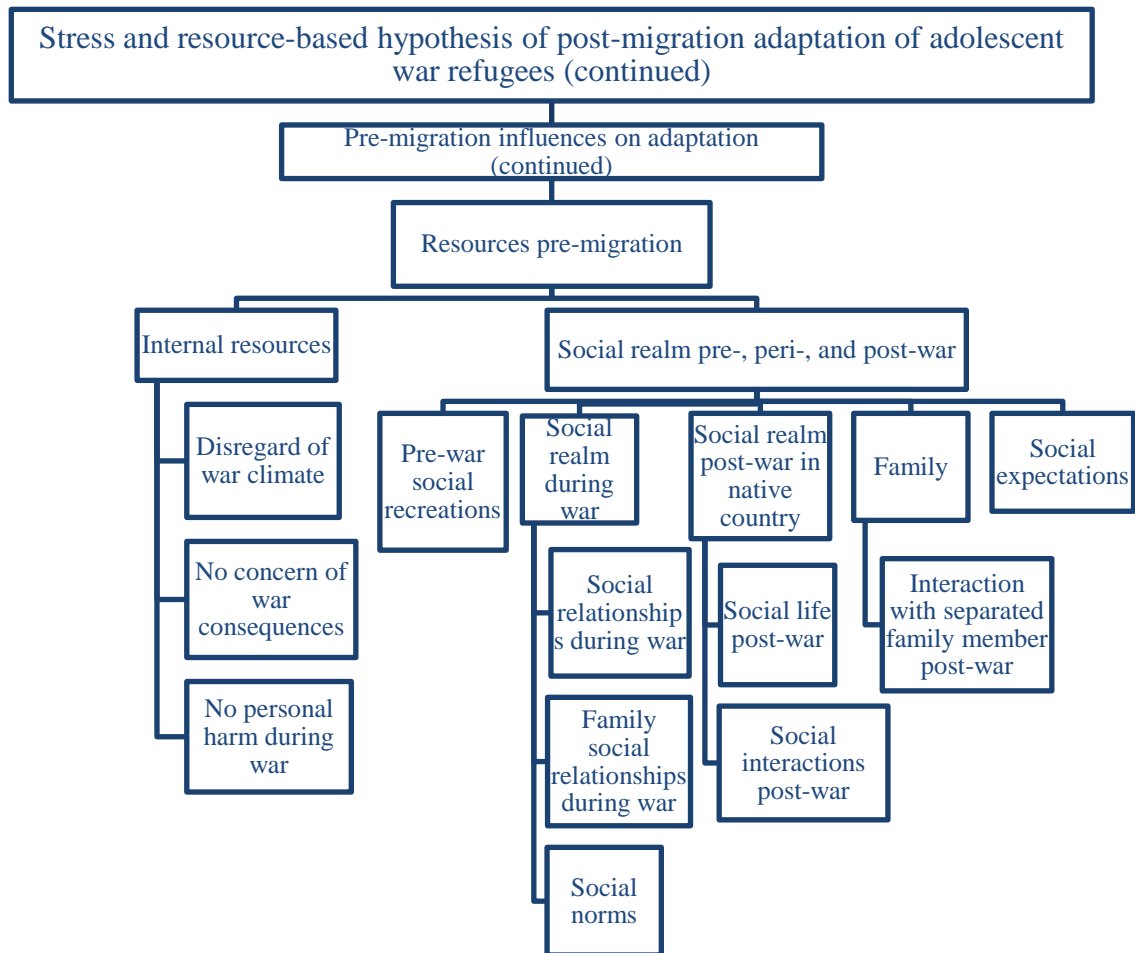 Stress and resource-based hypothesis of post-migration adaptation of adolescent
war refugees (continued)
Pre-migration influences on adaptation
(continued)
Resources pre-migration
Internal resources
Disregard of
war climate
No concern of
war
consequences
No personal
harm during
war
Social realm pre-, peri-, and post-war
Pre-war
social
recreations
Social
realm
during
war
Social
relationship
s during war
Family
social
relationships
during war
Social
norms
Social realm
post-war in
native
country
Social life
post-war
Social
interactions
post-war
Family
Interaction
with separated
family member
post-war
Social
expectations